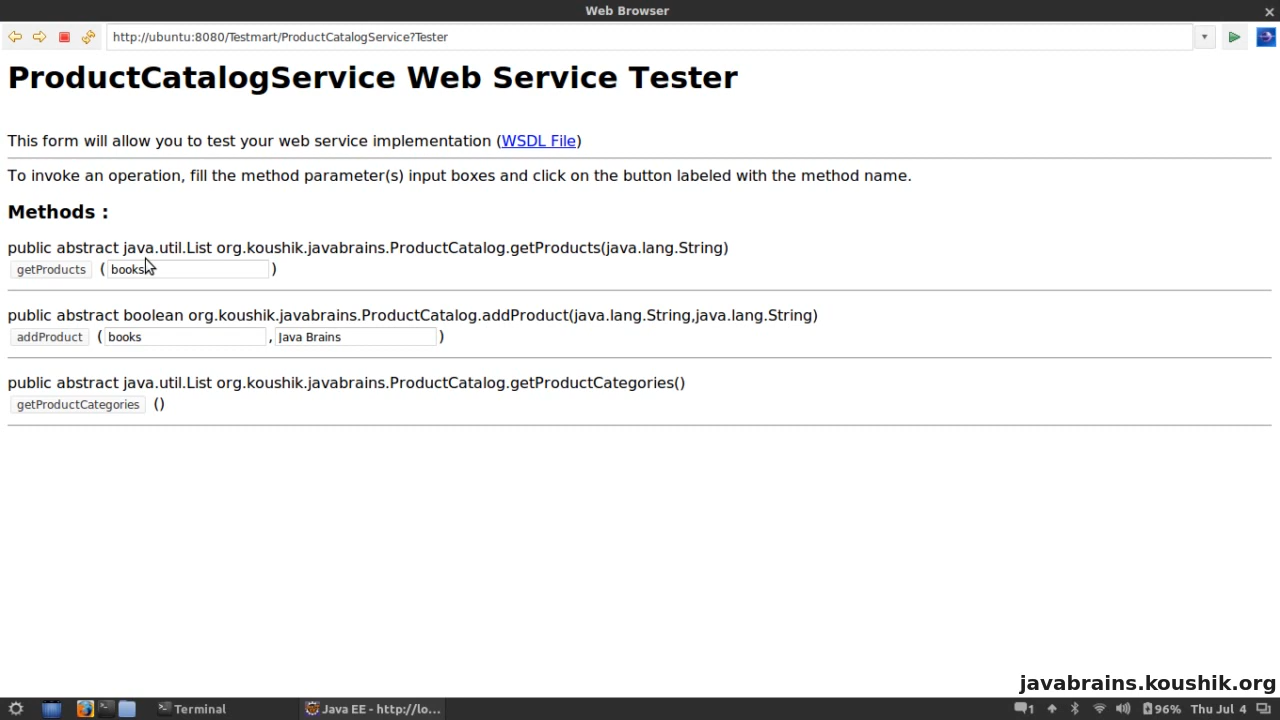 Web Browser
http://ubuntu:8080/Testmart/ProductCatalogService?Tester
ProductCatalogService Web Service Tester
This form will allow you to test your web service implementation (WSDL File)
To invoke an operation, fill the method parameter(s) input boxes and click on the button labeled with the method name.
Methods :
public abstract java.util.List org.koushik.javabrains.ProductCatalog.getProducts(java.lang.String)
getProducts (books)
public abstract boolean org.koushik.javabrains.ProductCatalog.addProduct(java.lang.String,java.lang.String)
addProduct (books ,Java Brains )
public abstract java.util.List org.koushik.javabrains.ProductCatalog.getProductCategories()
getProductCategories ()
javabrains.koushik.org
Terminal Java EE - http://lo... 1 96% Thu Jul 4